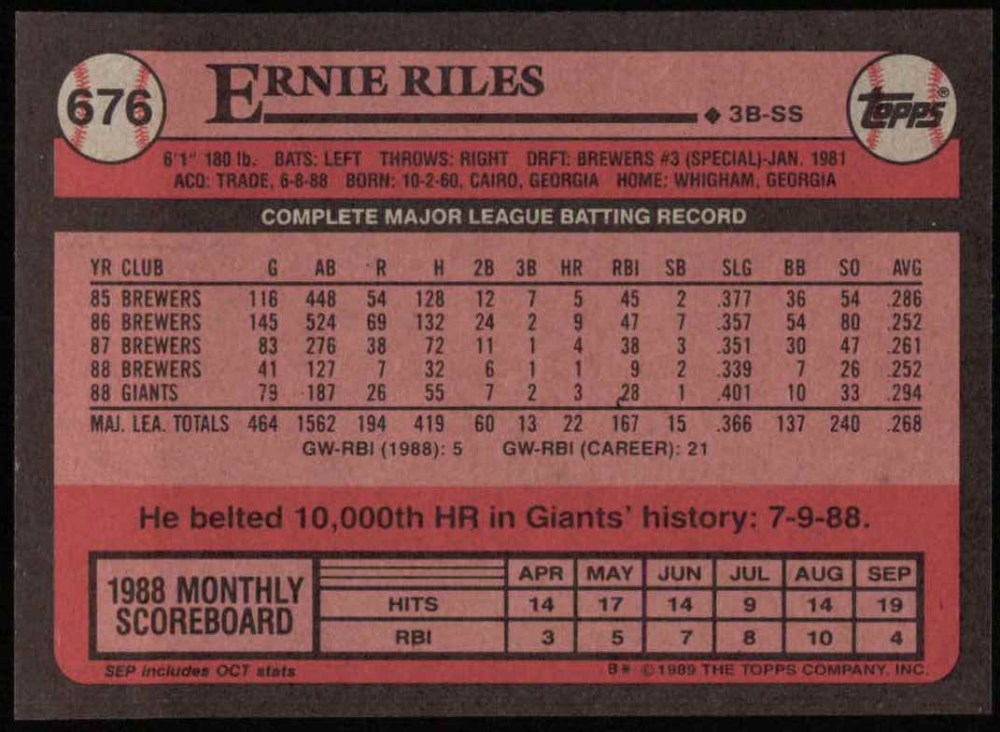 676
ERNIE RILES
◆ 3B-SS
TOPPS®
6'1" 180 lb. BATS: LEFT THROWS: RIGHT DRFT: BREWERS #3 (SPECIAL)-JAN. 1981
ACQ: TRADE, 6-8-88 BORN: 10-2-60, CAIRO, GEORGIA HOME: WHIGHAM, GEORGIA
COMPLETE MAJOR LEAGUE BATTING RECORD
YR CLUB G AB R H 2B 3B HR RBI SB SLG BB SO AVG
85 BREWERS 116 448 54 128 12 7 5 45 2 .377 36 54 .286
86 BREWERS 145 524 69 132 24 2 9 47 7 .357 54 80 .252
87 BREWERS 83 276 38 72 11 1 4 38 3 .351 30 47 .261
88 BREWERS 41 127 7 32 6 1 1 9 2 .339 7 26 .252
88 GIANTS 79 187 26 55 7 2 3 28 1 .401 10 33 .294
MAJ. LEA. TOTALS 464 1562 194 419 60 13 22 167 15 .366 137 240 .268
GW-RBI (1988): 5 GW-RBI (CAREER): 21
He belted 10,000th HR in Giants' history: 7-9-88.
1988 MONTHLY SCOREBOARD
APR MAY JUN JUL AUG SEP
HITS 14 17 14 9 14 19
RBI 3 5 7 8 10 4
SEP includes OCT stats
B* © 1989 THE TOPPS COMPANY, INC.